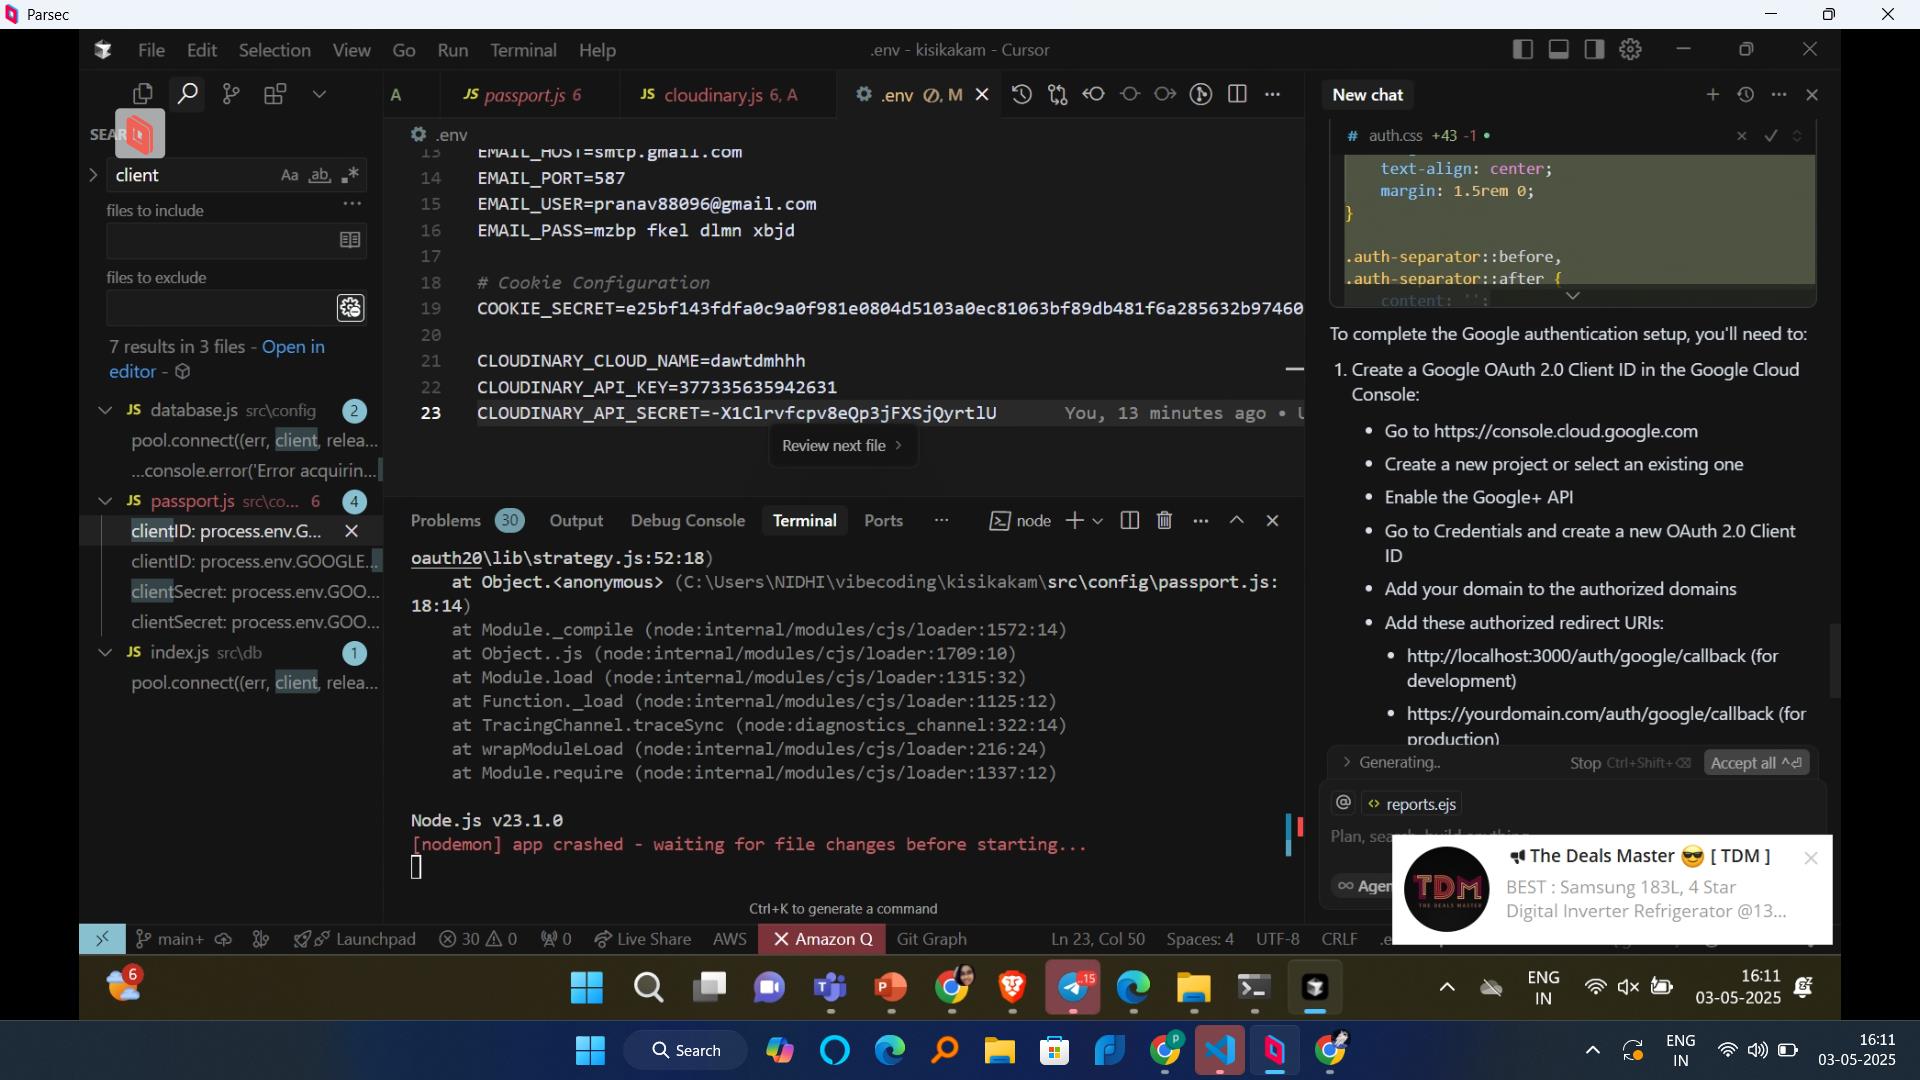 Parsec
File Edit Selection View Go Run Terminal Help
.env - kisikakam - Cursor
A
JS passport.js 6
JS cloudinary.js 6, A
.env M
SEAR
client
Aa ab
files to include
files to exclude
7 results in 3 files - Open in
editor -
JS database.js src\config 2
pool.connect((err, client, relea...
...console.error('Error acquirin...
JS passport.js src\co... 6 4
clientID: process.env.G...
clientID: process.env.GOOGLE...
clientSecret: process.env.GOO...
clientSecret: process.env.GOO...
JS index.js src\db 1
pool.connect((err, client, relea...
.env
13 EMAIL_HOST=smtp.gmail.com
14 EMAIL_PORT=587
15 EMAIL_USER=pranav88096@gmail.com
16 EMAIL_PASS=mzbp fkel dlmn xbjd
17
18 # Cookie Configuration
19 COOKIE_SECRET=e25bf143fdfa0c9a0f981e0804d5103a0ec81063bf89db481f6a285632b97460
20
21 CLOUDINARY_CLOUD_NAME=dawtdmhhh
22 CLOUDINARY_API_KEY=377335635942631
23 CLOUDINARY_API_SECRET=-X1Clrvfcpv8eQp3jFXSjQyrtlU You, 13 minutes ago •
Review next file
Problems 30 Output Debug Console Terminal Ports
node
oauth20\lib\strategy.js:52:18)
at Object.<anonymous> (C:\Users\NIDHI\vibecoding\kisikakam\src\config\passport.js:
18:14)
at Module._compile (node:internal/modules/cjs/loader:1572:14)
at Object..js (node:internal/modules/cjs/loader:1709:10)
at Module.load (node:internal/modules/cjs/loader:1315:32)
at Function._load (node:internal/modules/cjs/loader:1125:12)
at TracingChannel.traceSync (node:diagnostics_channel:322:14)
at wrapModuleLoad (node:internal/modules/cjs/loader:216:24)
at Module.require (node:internal/modules/cjs/loader:1337:12)
Node.js v23.1.0
[nodemon] app crashed - waiting for file changes before starting...
Ctrl+K to generate a command
New chat
# auth.css +43 -1 •
text-align: center;
margin: 1.5rem 0;
}
.auth-separator::before,
.auth-separator::after {
content: '';
To complete the Google authentication setup, you'll need to:
1. Create a Google OAuth 2.0 Client ID in the Google Cloud
Console:
• Go to https://console.cloud.google.com
• Create a new project or select an existing one
• Enable the Google+ API
• Go to Credentials and create a new OAuth 2.0 Client
ID
• Add your domain to the authorized domains
• Add these authorized redirect URIs:
• http://localhost:3000/auth/google/callback (for
development)
• https://yourdomain.com/auth/google/callback (for
production)
Generating..
Stop Ctrl+Shift+
Accept all
@ reports.ejs
Plan,
Agen
The Deals Master [ TDM ]
BEST : Samsung 183L, 4 Star
Digital Inverter Refrigerator @13...
TDM
THE DEALS MASTER
main+ Launchpad 30 0 0 Live Share AWS Amazon Q Git Graph
Ln 23, Col 50 Spaces: 4 UTF-8 CRLF
6
15
ENG
IN
16:11
03-05-2025
Search
ENG
IN
16:11
03-05-2025